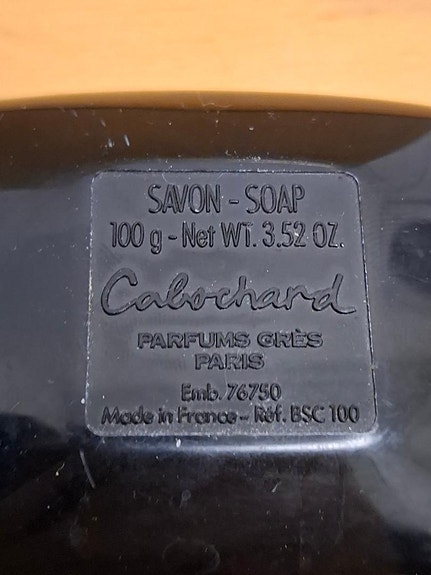 SAVON - SOAP
100 g - Net WT. 3.52 OZ.
Cabochard
PARFUMS GRÈS
PARIS
Emb. 76750
Made in France - Réf. BSC 100